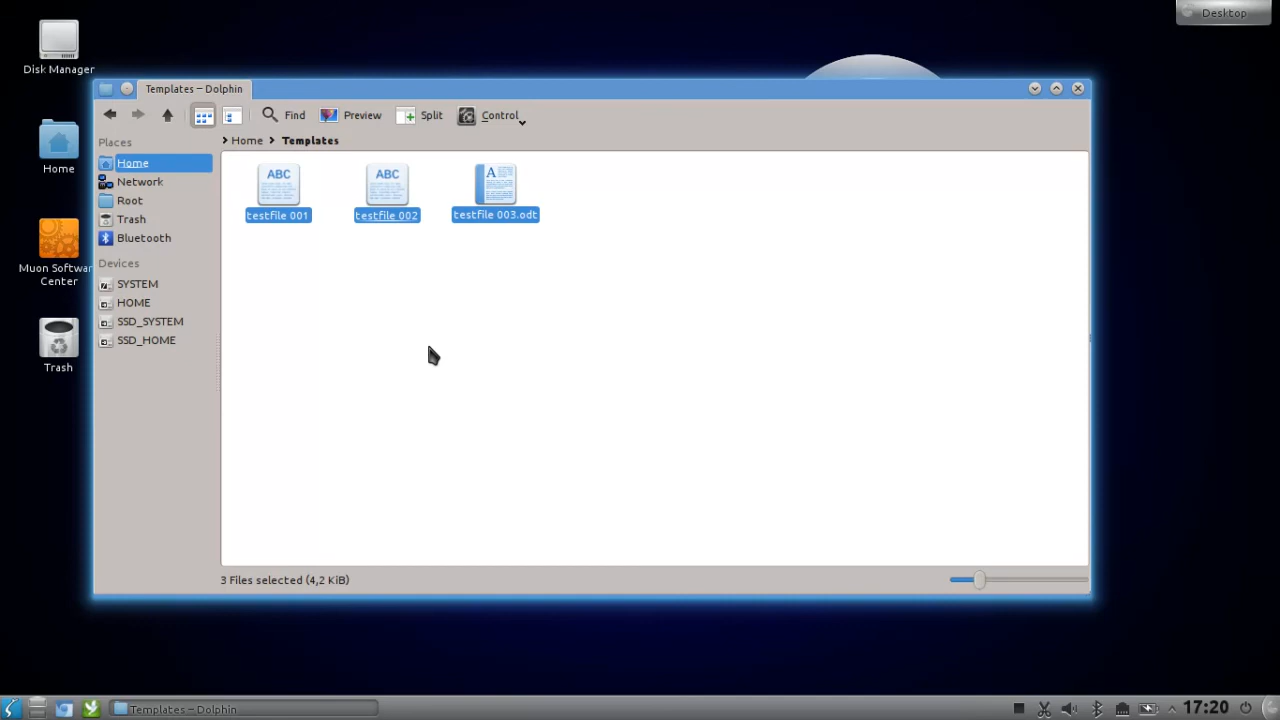 Desktop
Disk Manager
Home
Muon Softwar
Center
Trash
Templates – Dolphin
Find
Preview
Split
Control
Places
Home
Network
Root
Trash
Bluetooth
Devices
SYSTEM
HOME
SSD_SYSTEM
SSD_HOME
Home > Templates
ABC
testfile 001
ABC
testfile 002
A
testfile 003.odt
3 Files selected (4,2 KiB)
Templates – Dolphin
17:20